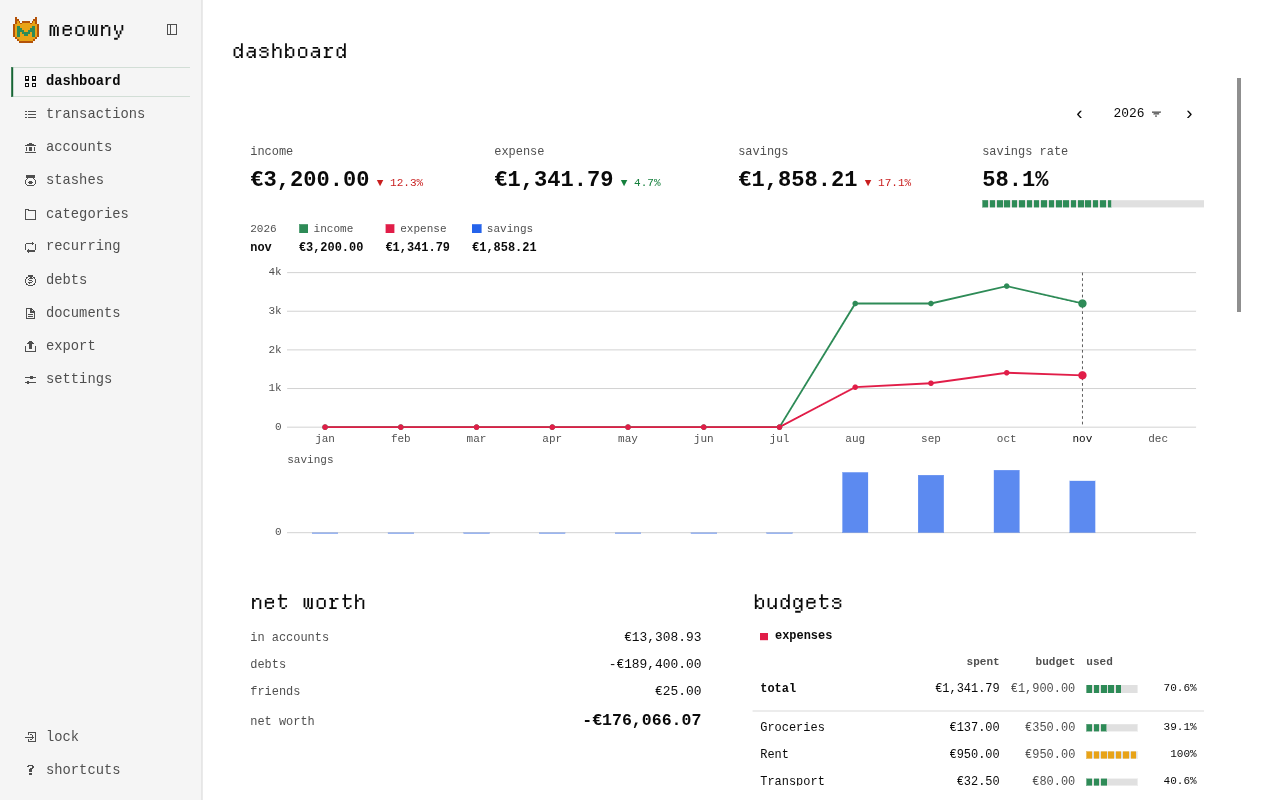 meowny
dashboard
transactions
accounts
stashes
categories
recurring
debts
documents
export
settings
lock
? shortcuts
dashboard
‹ 2026 ›
income expense savings savings rate
€3,200.00 ▼ 12.3% €1,341.79 ▼ 4.7% €1,858.21 ▼ 17.1% 58.1%
2026 income expense savings
nov €3,200.00 €1,341.79 €1,858.21
4k
3k
2k
1k
0
jan feb mar apr may jun jul aug sep oct nov dec
savings
0
net worth
in accounts €13,308.93
debts -€189,400.00
friends €25.00
net worth -€176,066.07
budgets
expenses
spent budget used
total €1,341.79 €1,900.00 70.6%
Groceries €137.00 €350.00 39.1%
Rent €950.00 €950.00 100%
Transport €32.50 €80.00 40.6%